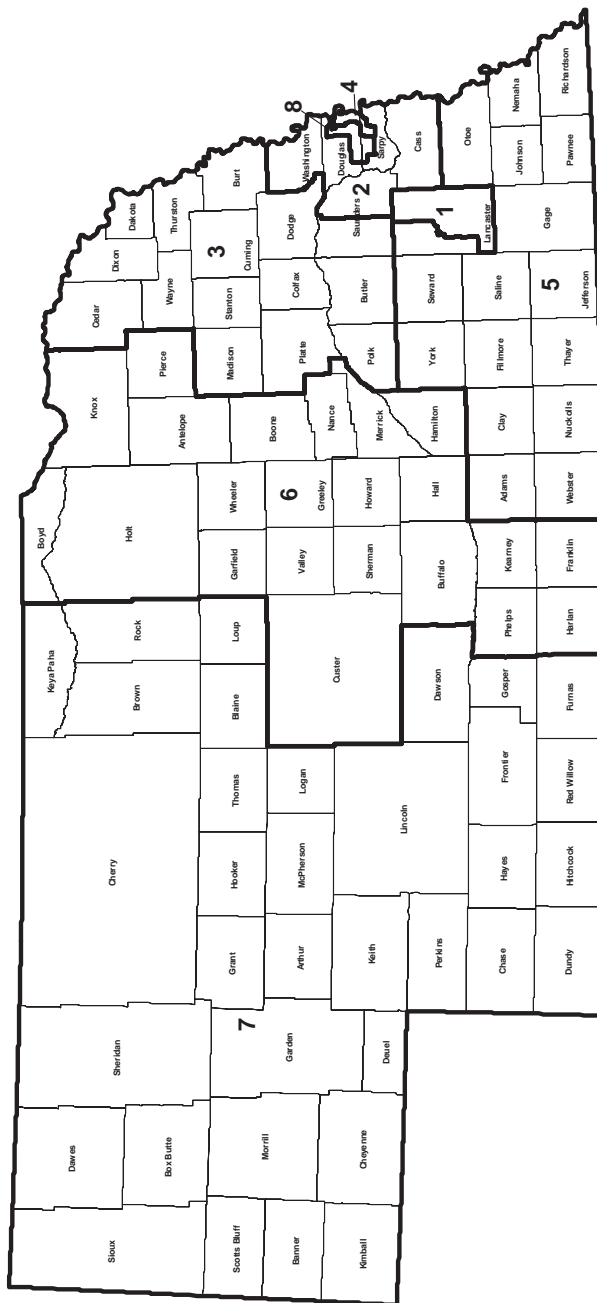 Sioux
Dawes
Sheridan
Cherry
Keya Paha
Boyd
Knox
Cedar
Dixon
Dakota
Box Butte
Brown
Rock
Holt
Antelope
Pierce
Wayne
Thurston
Scotts Bluff
Morrill
Garden
7
Grant
Hooker
Thomas
Blaine
Loup
Garfield
Wheeler
Boone
Madison
Stanton
Cuming
3
Burt
Banner
Arthur
McPherson
Logan
Custer
Valley
Greeley
6
Nance
Platte
Colfax
Dodge
Washington
8
Kimball
Cheyenne
Deuel
Keith
Lincoln
Sherman
Howard
Merrick
Polk
Butler
Saunders
2
Douglas
Sarpy
4
Perkins
Dawson
Buffalo
Hall
Hamilton
York
Seward
1
Lancaster
Cass
Chase
Hayes
Frontier
Gosper
Phelps
Kearney
Adams
Clay
Fillmore
Saline
Otoe
Dundy
Hitchcock
Red Willow
Furnas
Harlan
Franklin
Webster
Nuckolls
Thayer
Jefferson
5
Gage
Johnson
Nemaha
Pawnee
Richardson